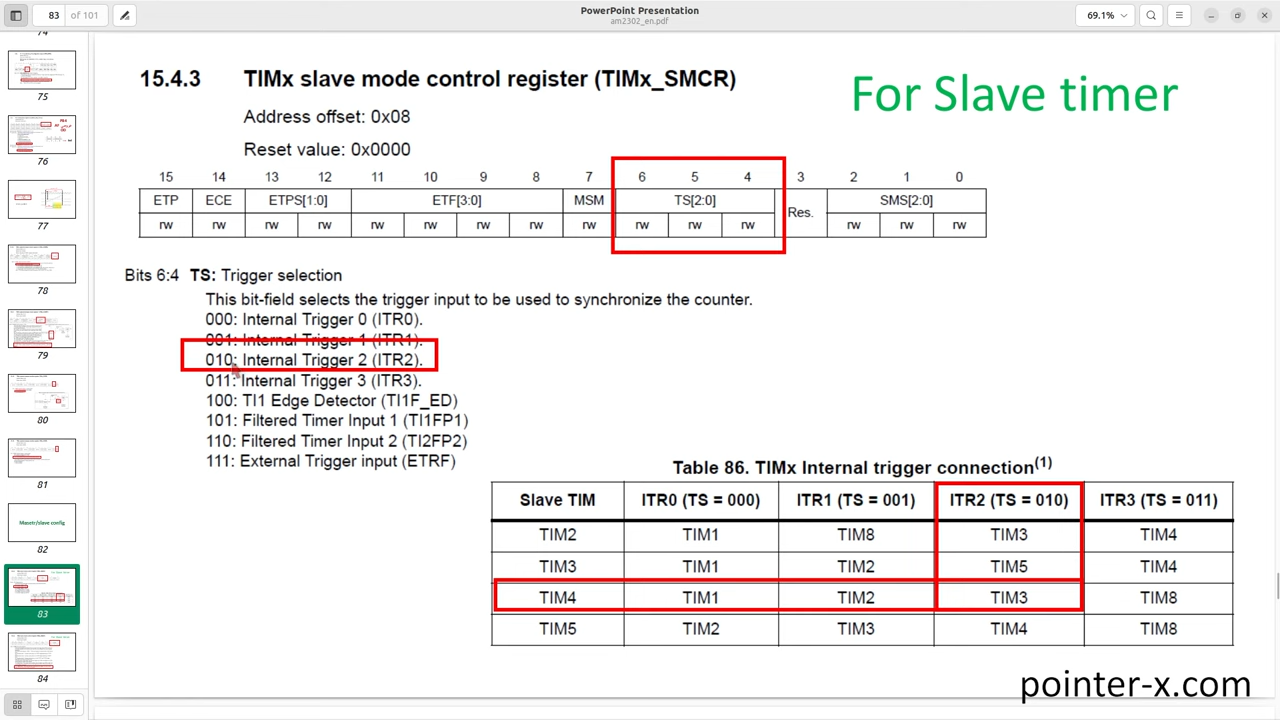 83 of 101
PowerPoint Presentation
am2302_en.pdf
69.1%
74
75
76
77
78
79
80
81
Masetr/slave config
82
83
84
15.4.3 TIMx slave mode control register (TIMx_SMCR)
For Slave timer
Address offset: 0x08
Reset value: 0x0000
15 14 13 12 11 10 9 8 7 6 5 4 3 2 1 0
ETP ECE ETPS[1:0] ETF[3:0] MSM TS[2:0] Res. SMS[2:0]
rw rw rw rw rw rw rw rw rw rw rw rw rw rw rw
Bits 6:4 TS: Trigger selection
This bit-field selects the trigger input to be used to synchronize the counter.
000: Internal Trigger 0 (ITR0).
001: Internal Trigger 1 (ITR1).
010: Internal Trigger 2 (ITR2).
011: Internal Trigger 3 (ITR3).
100: TI1 Edge Detector (TI1F_ED)
101: Filtered Timer Input 1 (TI1FP1)
110: Filtered Timer Input 2 (TI2FP2)
111: External Trigger input (ETRF)
Table 86. TIMx Internal trigger connection(1)
Slave TIM ITR0 (TS = 000) ITR1 (TS = 001) ITR2 (TS = 010) ITR3 (TS = 011)
TIM2 TIM1 TIM8 TIM3 TIM4
TIM3 TIM1 TIM2 TIM5 TIM4
TIM4 TIM1 TIM2 TIM3 TIM8
TIM5 TIM2 TIM3 TIM4 TIM8
pointer-x.com